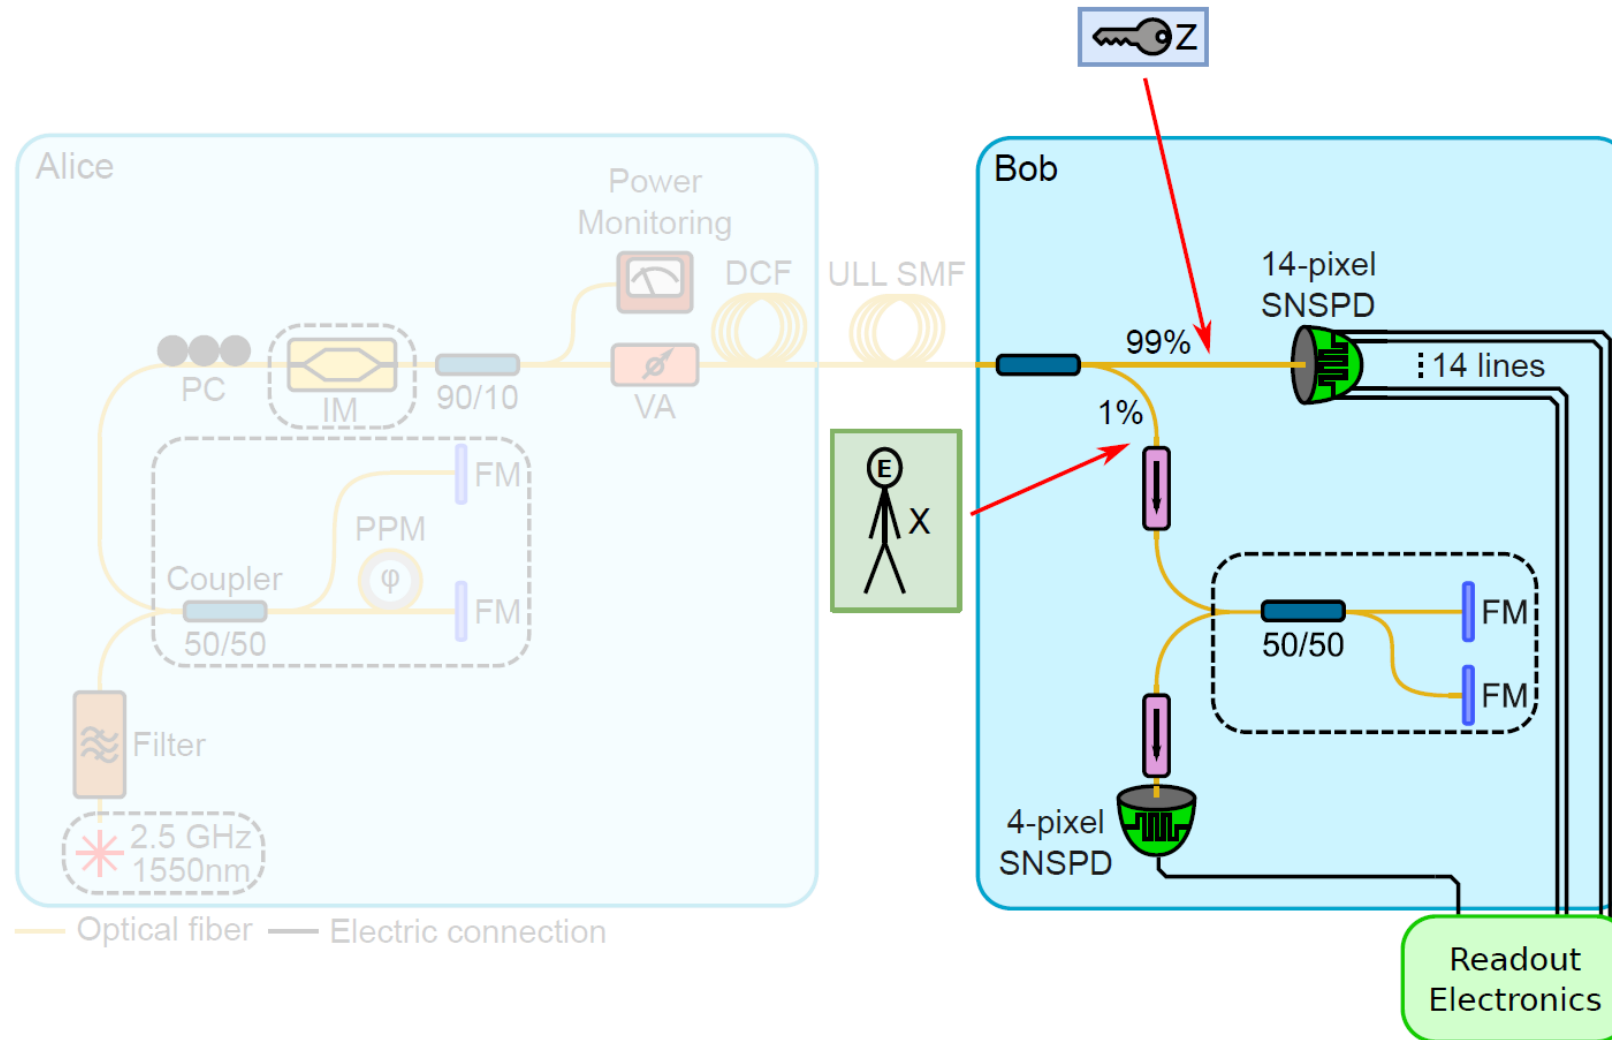 Z
Alice
Power
Monitoring
DCF
ULL SMF
PC
IM
90/10
VA
FM
PPM
φ
Coupler
50/50
FM
Filter
2.5 GHz
1550nm
Optical fiber
Electric connection
Bob
14-pixel
SNSPD
99%
14 lines
1%
E
X
50/50
FM
FM
4-pixel
SNSPD
Readout
Electronics